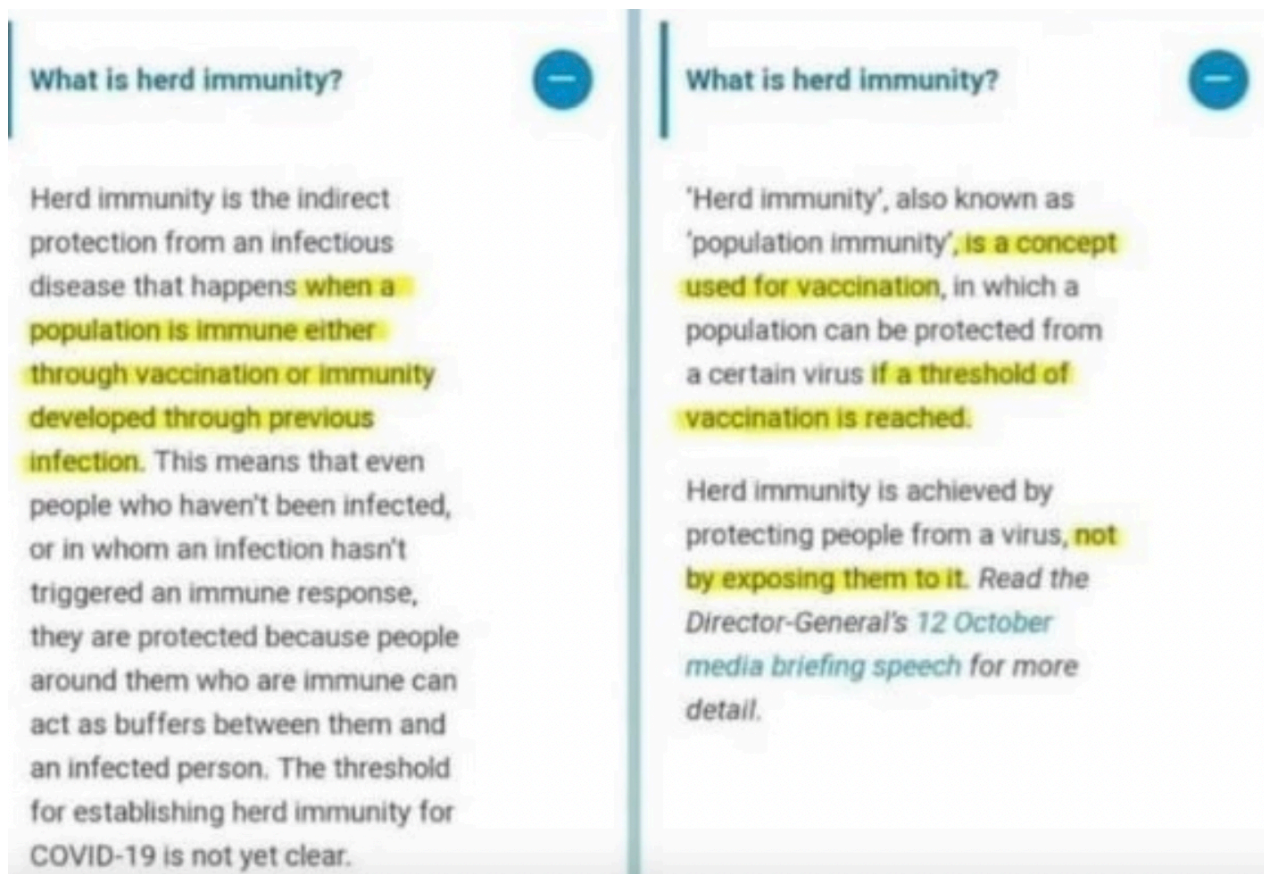 What is herd immunity?
Herd immunity is the indirect
protection from an infectious
disease that happens when a
population is immune either
through vaccination or immunity
developed through previous
infection. This means that even
people who haven't been infected,
or in whom an infection hasn't
triggered an immune response,
they are protected because people
around them who are immune can
act as buffers between them and
an infected person. The threshold
for establishing herd immunity for
COVID-19 is not yet clear.
What is herd immunity?
'Herd immunity', also known as
'population immunity', is a concept
used for vaccination, in which a
population can be protected from
a certain virus if a threshold of
vaccination is reached.
Herd immunity is achieved by
protecting people from a virus, not
by exposing them to it. Read the
Director-General's 12 October
media briefing speech for more
detail.